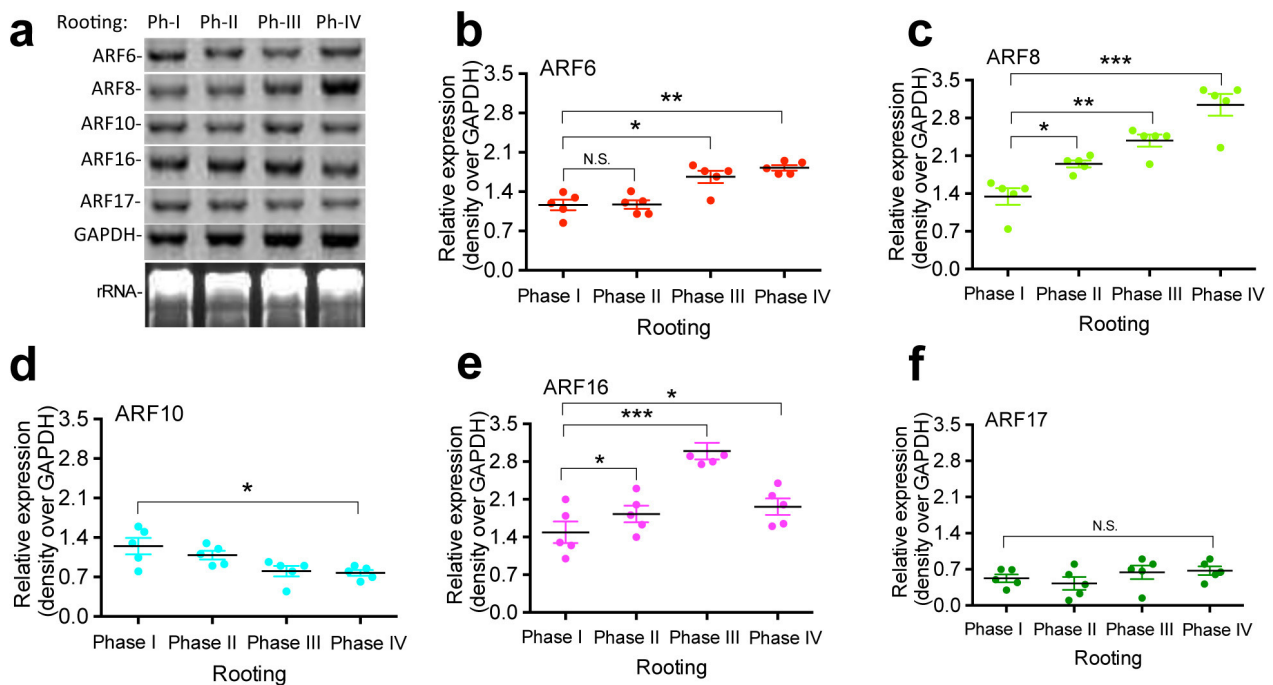 a
Rooting: Ph-I Ph-II Ph-III Ph-IV
ARF6-
ARF8-
ARF10-
ARF16-
ARF17-
GAPDH-
rRNA-
b
ARF6
Relative expression
(density over GAPDH)
3.5
2.8
2.1
1.4
0.7
0.0
**
*
N.S.
Phase I Phase II Phase III Phase IV
Rooting
c
ARF8
Relative expression
(density over GAPDH)
3.5
2.8
2.1
1.4
0.7
0.0
***
**
*
Phase I Phase II Phase III Phase IV
Rooting
d
ARF10
Relative expression
(density over GAPDH)
3.5
2.8
2.1
1.4
0.7
0.0
*
Phase I Phase II Phase III Phase IV
Rooting
e
ARF16
Relative expression
(density over GAPDH)
3.5
2.8
2.1
1.4
0.7
0.0
*
***
*
Phase I Phase II Phase III Phase IV
Rooting
f
ARF17
Relative expression
(density over GAPDH)
3.5
2.8
2.1
1.4
0.7
0.0
N.S.
Phase I Phase II Phase III Phase IV
Rooting